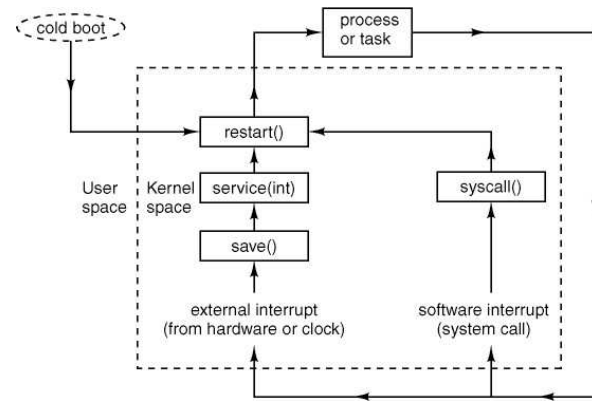 cold boot
process
or task
restart()
User
space
Kernel
space
service(int)
syscall()
save()
external interrupt
(from hardware or clock)
software interrupt
(system call)